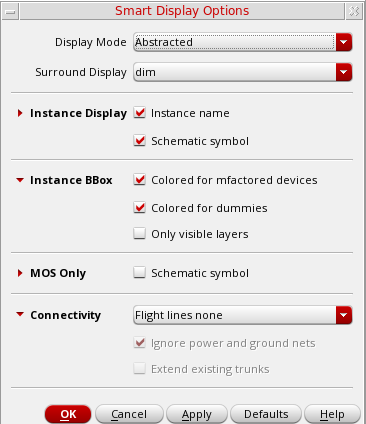 Smart Display Options
Display Mode Abstracted
Surround Display dim
Instance Display Instance name
Schematic symbol
Instance BBox Colored for mfactored devices
Colored for dummies
Only visible layers
MOS Only Schematic symbol
Connectivity Flight lines none
Ignore power and ground nets
Extend existing trunks
OK Cancel Apply Defaults Help